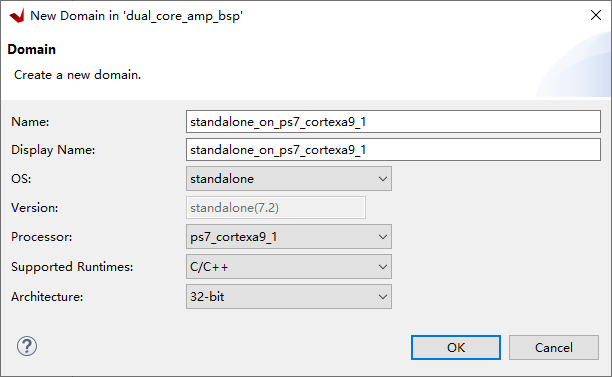 New Domain in 'dual_core_amp_bsp'
Domain
Create a new domain.
Name: standalone_on_ps7_cortexa9_1
Display Name: standalone_on_ps7_cortexa9_1
OS: standalone
Version: standalone(7.2)
Processor: ps7_cortexa9_1
Supported Runtimes: C/C++
Architecture: 32-bit
?
OK Cancel